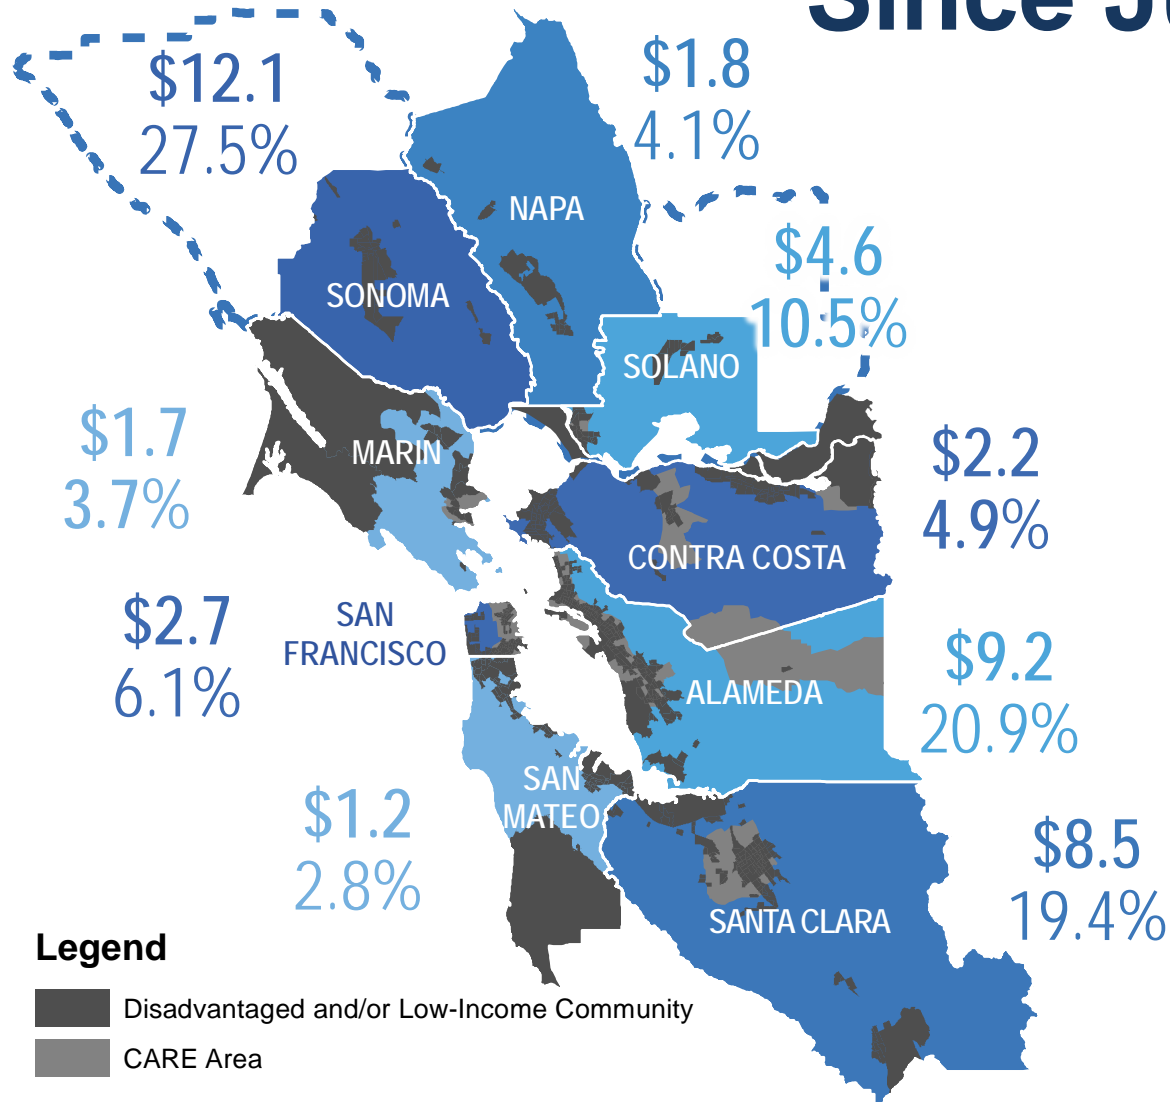 Since
$12.1
27.5%
$1.8
4.1%
NAPA
$4.6
10.5%
SONOMA
SOLANO
$1.7
3.7%
MARIN
$2.2
4.9%
CONTRA COSTA
$2.7
6.1%
SAN
FRANCISCO
$9.2
20.9%
ALAMEDA
$1.2
2.8%
SAN
MATEO
$8.5
19.4%
SANTA CLARA
Legend
Disadvantaged and/or Low-Income Community
CARE Area